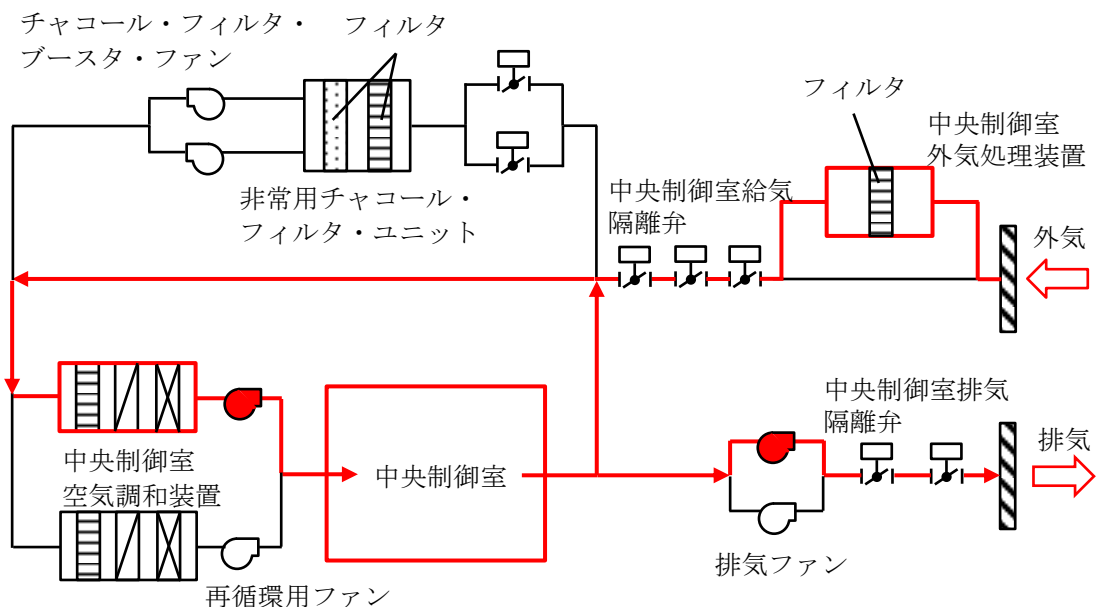 チャコール・フィルタ・
ブースタ・ファン
フィルタ
非常用チャコール・
フィルタ・ユニット
フィルタ
中央制御室
外気処理装置
中央制御室給気
隔離弁
外気
中央制御室
空気調和装置
再循環用ファン
中央制御室
中央制御室排気
隔離弁
排気
排気ファン